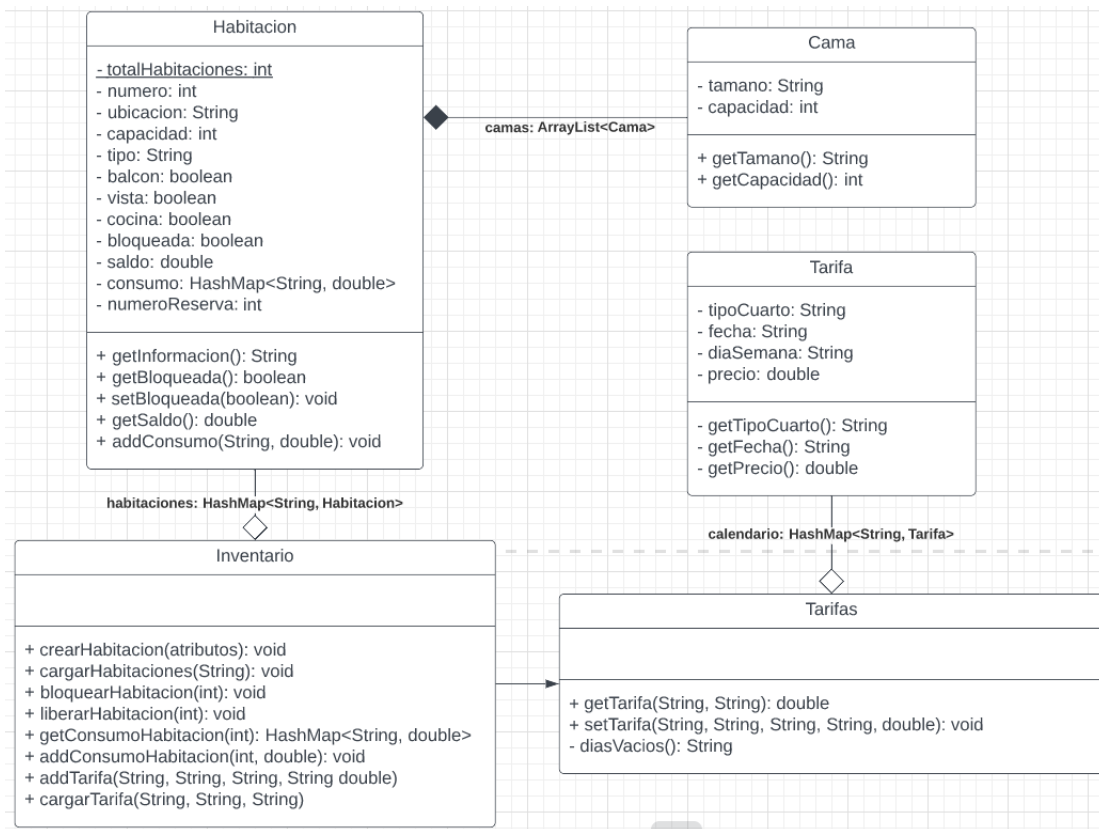 Habitacion
- totalHabitaciones: int
- numero: int
- ubicacion: String
- capacidad: int
- tipo: String
- balcon: boolean
- vista: boolean
- cocina: boolean
- bloqueada: boolean
- saldo: double
- consumo: HashMap<String, double>
- numeroReserva: int
+ getInformacion(): String
+ getBloqueada(): boolean
+ setBloqueada(boolean): void
+ getSaldo(): double
+ addConsumo(String, double): void
camas: ArrayList<Cama>
Cama
- tamano: String
- capacidad: int
+ getTamano(): String
+ getCapacidad(): int
Tarifa
- tipoCuarto: String
- fecha: String
- diaSemana: String
- precio: double
- getTipoCuarto(): String
- getFecha(): String
- getPrecio(): double
habitaciones: HashMap<String, Habitacion>
calendario: HashMap<String, Tarifa>
Inventario
+ crearHabitacion(atributos): void
+ cargarHabitaciones(String): void
+ bloquearHabitacion(int): void
+ liberarHabitacion(int): void
+ getConsumoHabitacion(int): HashMap<String, double>
+ addConsumoHabitacion(int, double): void
+ addTarifa(String, String, String, String double)
+ cargarTarifa(String, String, String)
Tarifas
+ getTarifa(String, String): double
+ setTarifa(String, String, String, String, double): void
- diasVacios(): String